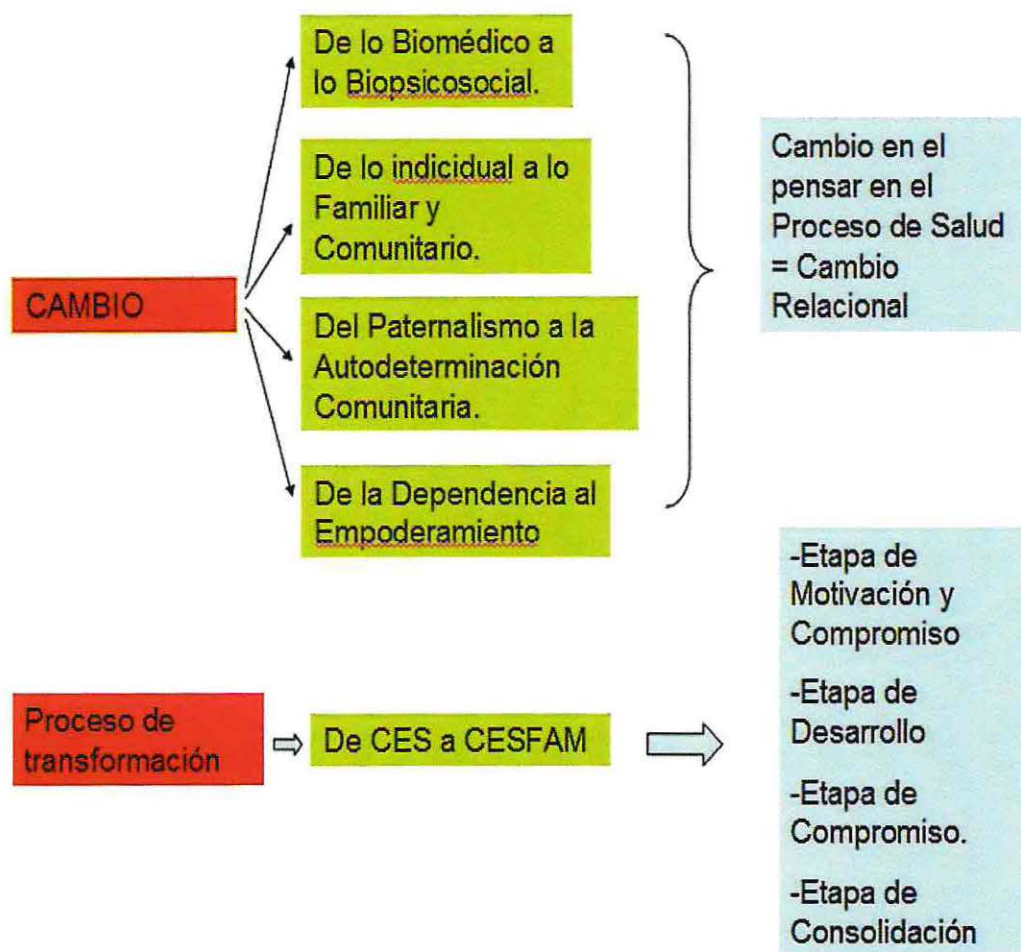 De lo Biomédico a
lo Biopsicosocial.
De lo indicidual a lo
Familiar y
Comunitario.
CAMBIO
Del Paternalismo a la
Autodeterminación
Comunitaria.
De la Dependencia al
Empoderamiento
Cambio en el
pensar en el
Proceso de Salud
= Cambio
Relacional
Proceso de
transformación
De CES a CESFAM
-Etapa de
Motivación y
Compromiso
-Etapa de
Desarrollo
-Etapa de
Compromiso.
-Etapa de
Consolidación